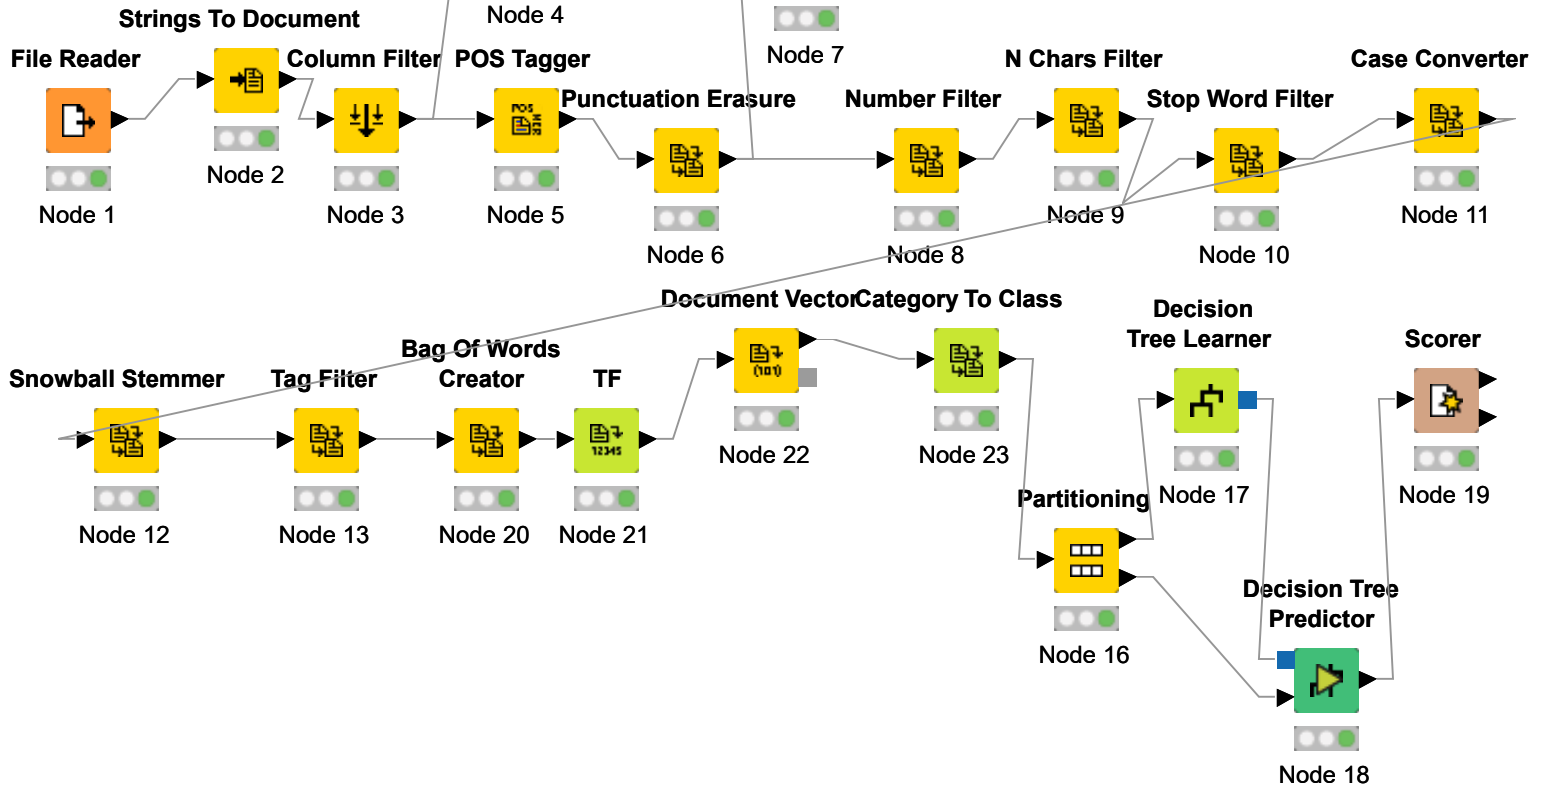 Strings To Document
Node 4
Node 7
File Reader
Column Filter
POS Tagger
N Chars Filter
Case Converter
Punctuation Erasure
Number Filter
Stop Word Filter
POS
Node 2
Node 1
Node 3
Node 5
Node 9
Node 11
Node 6
Node 8
Node 10
Document Vector
Category To Class
Decision
Tree Learner
Scorer
Bag Of Words
Creator
Snowball Stemmer
Tag Filter
TF
(101)
12345
Node 22
Node 23
Node 17
Node 19
Partitioning
Node 12
Node 13
Node 20
Node 21
Decision Tree
Predictor
Node 16
Node 18